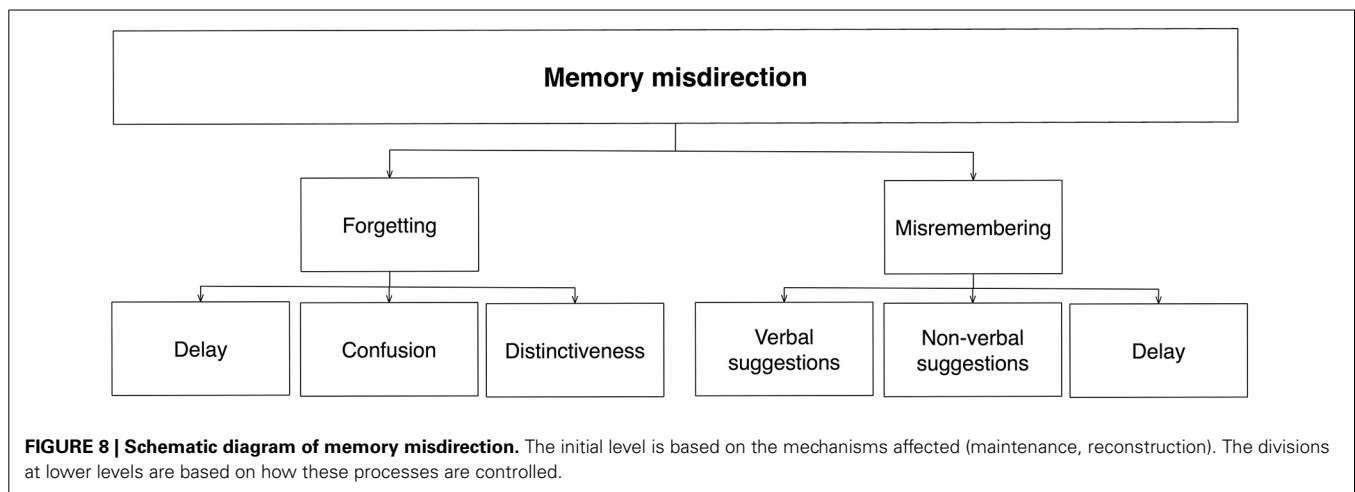 Memory misdirection
Forgetting
Misremembering
Delay
Confusion
Distinctiveness
Verbal
suggestions
Non-verbal
suggestions
Delay
FIGURE 8 | Schematic diagram of memory misdirection. The initial level is based on the mechanisms affected (maintenance, reconstruction). The divisions
at lower levels are based on how these processes are controlled.